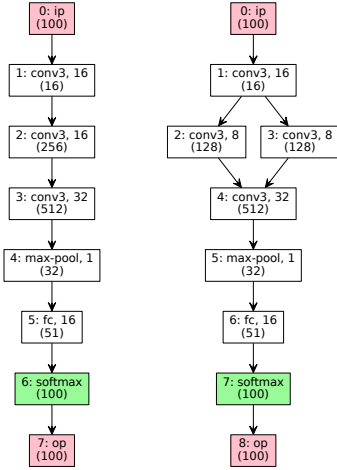 0: ip
(100)
1: conv3, 16
(16)
2: conv3, 16
(256)
3: conv3, 32
(512)
4: max-pool, 1
(32)
5: fc, 16
(51)
6: softmax
(100)
7: op
(100)
0: ip
(100)
1: conv3, 16
(16)
2: conv3, 8
(128)
3: conv3, 8
(128)
4: conv3, 32
(512)
5: max-pool, 1
(32)
6: fc, 16
(51)
7: softmax
(100)
8: op
(100)